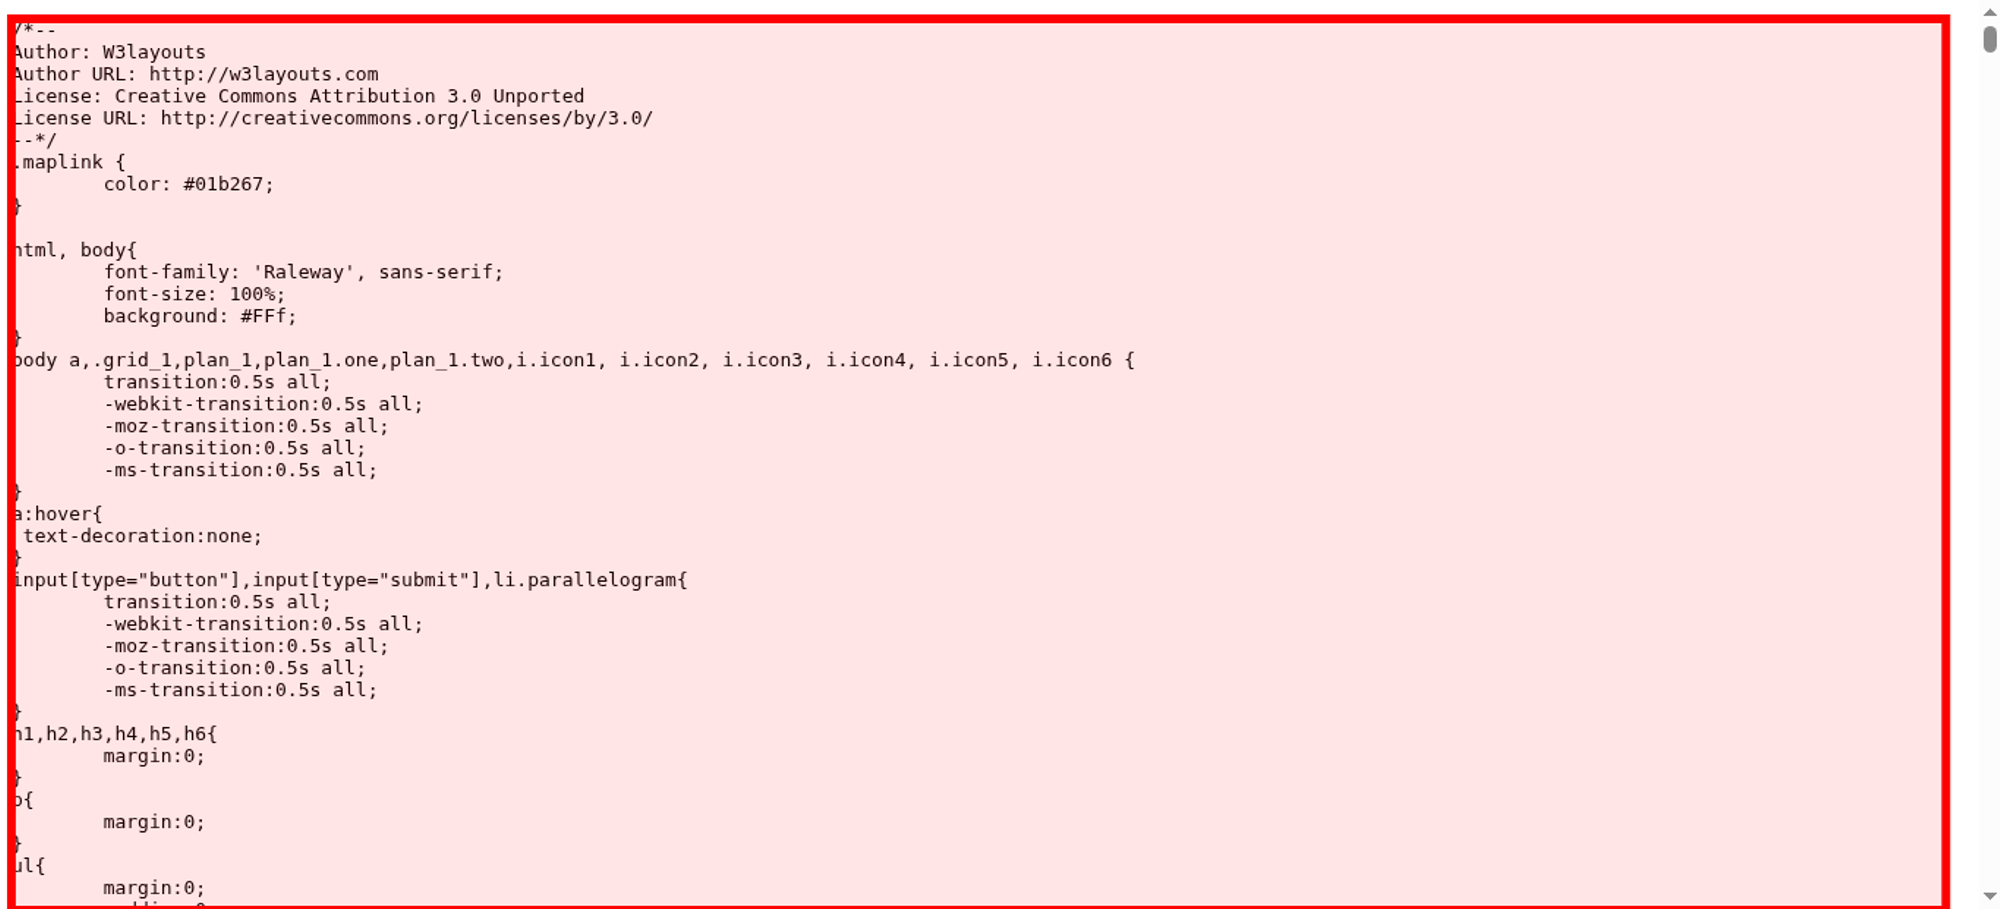 /*--
Author: W3layouts
Author URL: http://w3layouts.com
License: Creative Commons Attribution 3.0 Unported
License URL: http://creativecommons.org/licenses/by/3.0/
--*/
.maplink {
	color: #01b267;
}

html, body{
	font-family: 'Raleway', sans-serif;
	font-size: 100%;
	background: #FFf;
}
body a,.grid_1,plan_1,plan_1.one,plan_1.two,i.icon1, i.icon2, i.icon3, i.icon4, i.icon5, i.icon6 {
	transition:0.5s all;
	-webkit-transition:0.5s all;
	-moz-transition:0.5s all;
	-o-transition:0.5s all;
	-ms-transition:0.5s all;
}
a:hover{
 text-decoration:none;
}
input[type="button"],input[type="submit"],li.parallelogram{
	transition:0.5s all;
	-webkit-transition:0.5s all;
	-moz-transition:0.5s all;
	-o-transition:0.5s all;
	-ms-transition:0.5s all;
}
h1,h2,h3,h4,h5,h6{
	margin:0;
}
p{
	margin:0;
}
ul{
	margin:0;